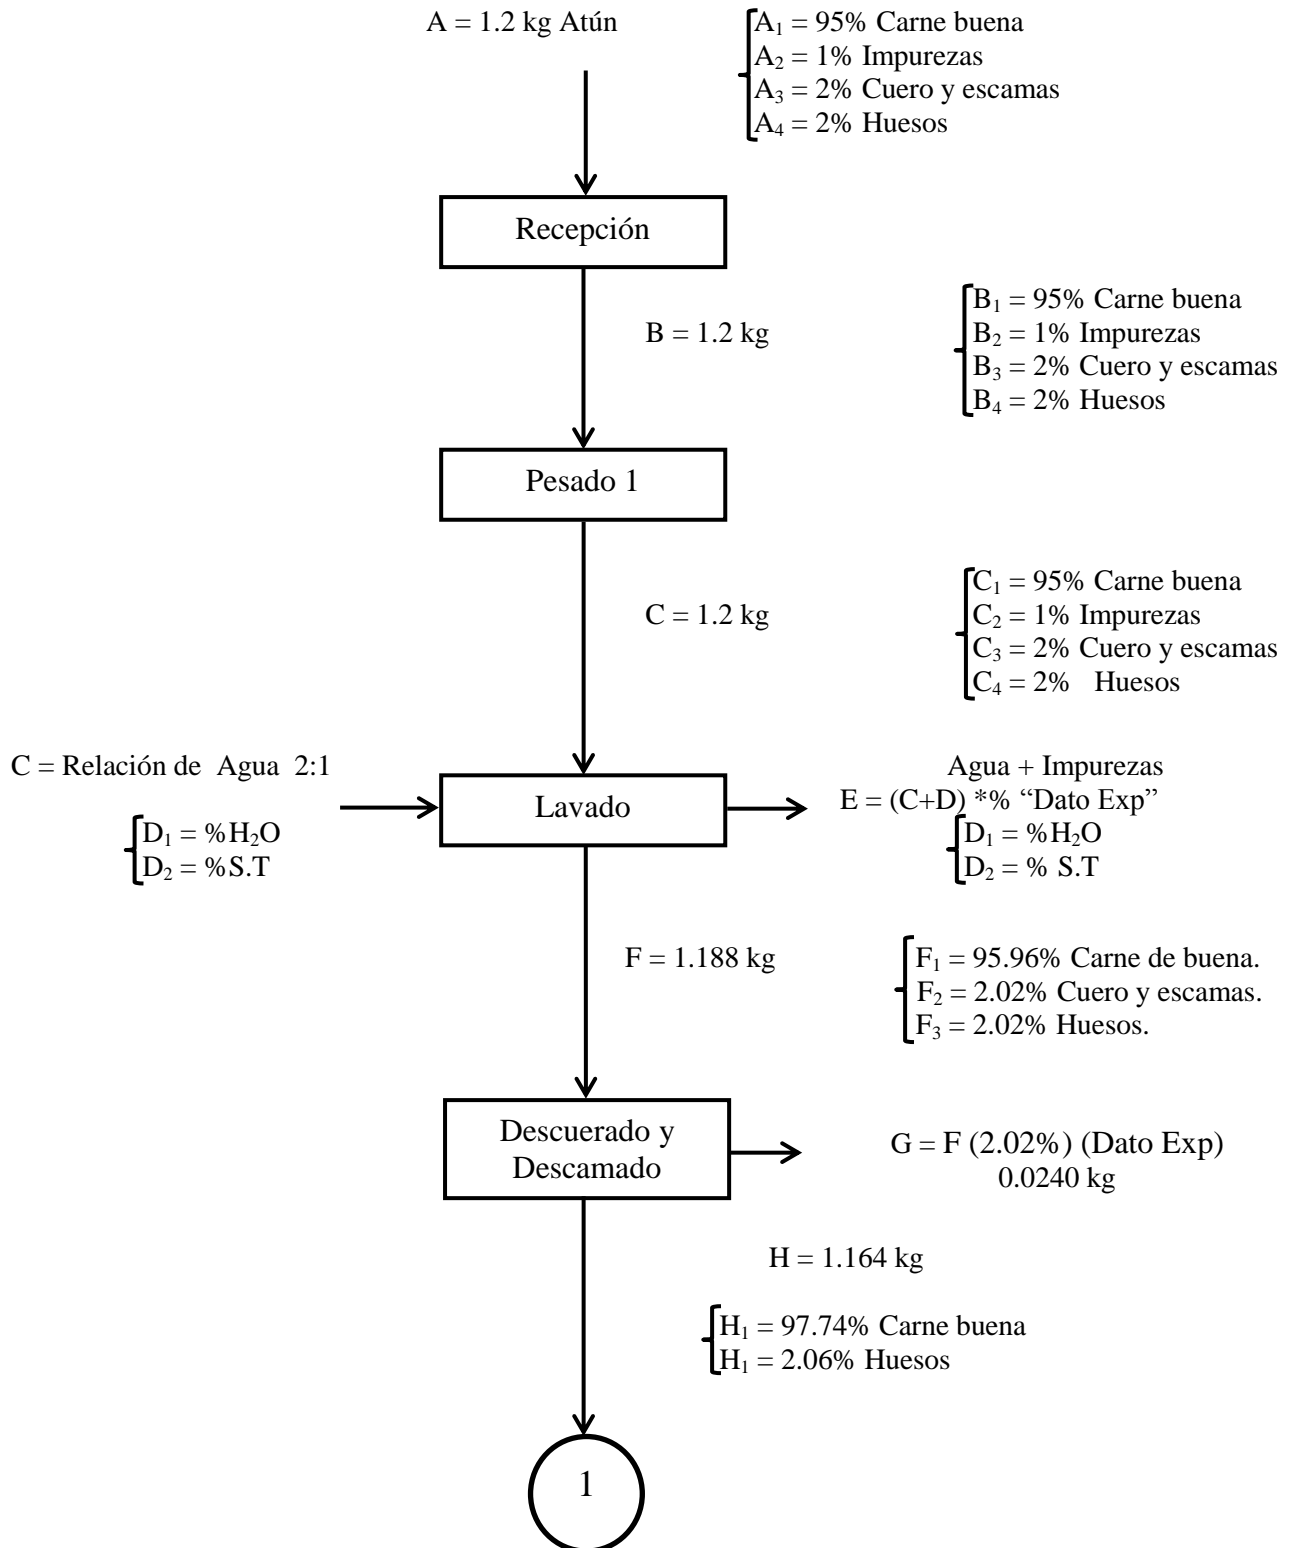 A = 1.2 kg Atún
A₁ = 95% Carne buena
A₂ = 1% Impurezas
A₃ = 2% Cuero y escamas
A₄ = 2% Huesos
Recepción
B = 1.2 kg
B₁ = 95% Carne buena
B₂ = 1% Impurezas
B₃ = 2% Cuero y escamas
B₄ = 2% Huesos
Pesado 1
C = 1.2 kg
C₁ = 95% Carne buena
C₂ = 1% Impurezas
C₃ = 2% Cuero y escamas
C₄ = 2% Huesos
C = Relación de Agua 2:1
D₁ = %H₂O
D₂ = %S.T
Lavado
Agua + Impurezas
E = (C+D) *% “Dato Exp”
D₁ = %H₂O
D₂ = % S.T
F = 1.188 kg
F₁ = 95.96% Carne de buena.
F₂ = 2.02% Cuero y escamas.
F₃ = 2.02% Huesos.
Descuerado y
Descamado
G = F (2.02%) (Dato Exp)
0.0240 kg
H = 1.164 kg
H₁ = 97.74% Carne buena
H₁ = 2.06% Huesos
1